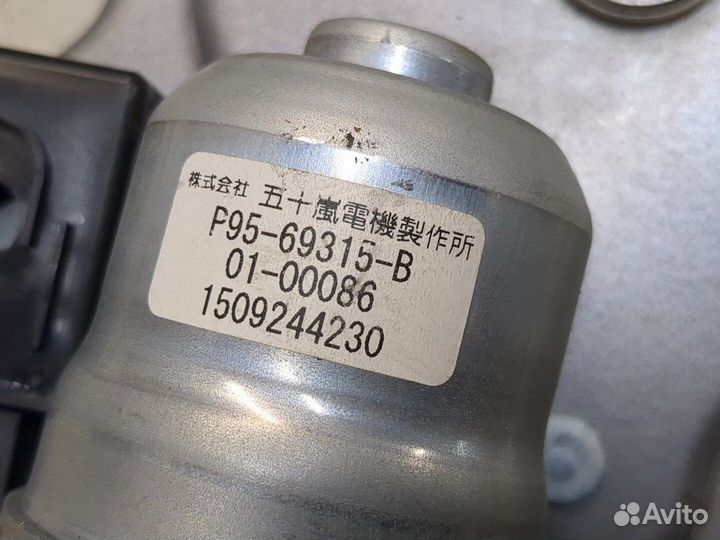 株式会社 五十嵐電機製作所
P95-69315-B
01-00086
1509244230
Avito